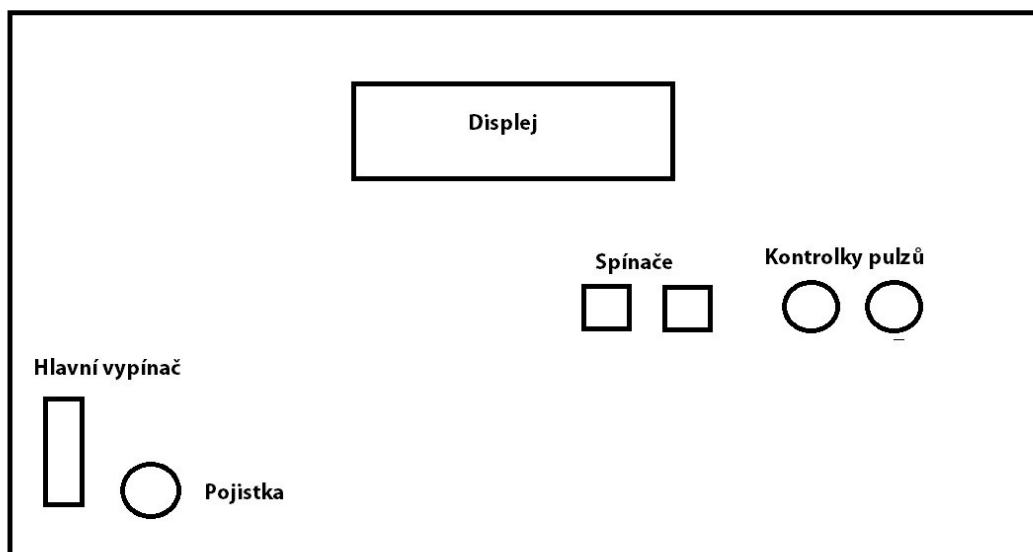 Displej
Spínače
Kontrolky pulzů
Hlavní vypínač
Pojistka